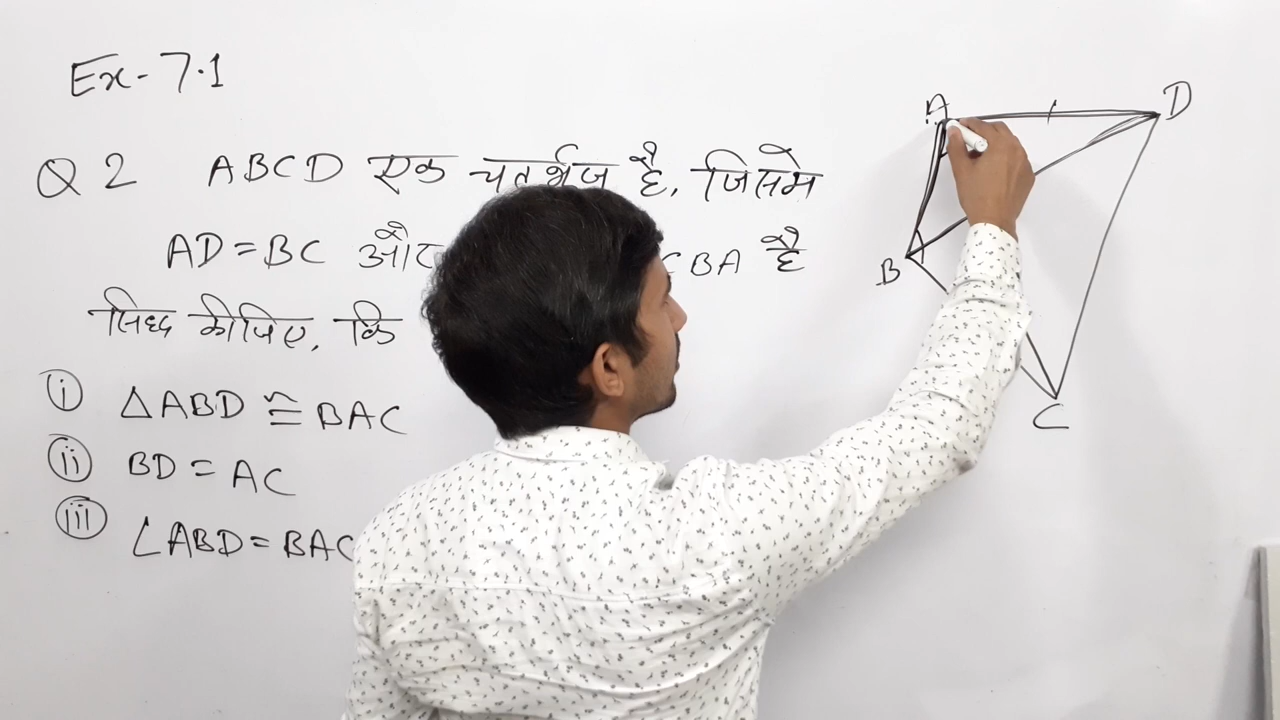 Ex-7.1
Q 2 ABCD एक चतुर्भुज है, जिसमे
AD=BC और CBA है
सिध्द कीजिए, कि
(i) △ABD ≅ BAC
(ii) BD = AC
(iii) ∠ABD = BAC
A
D
B
C